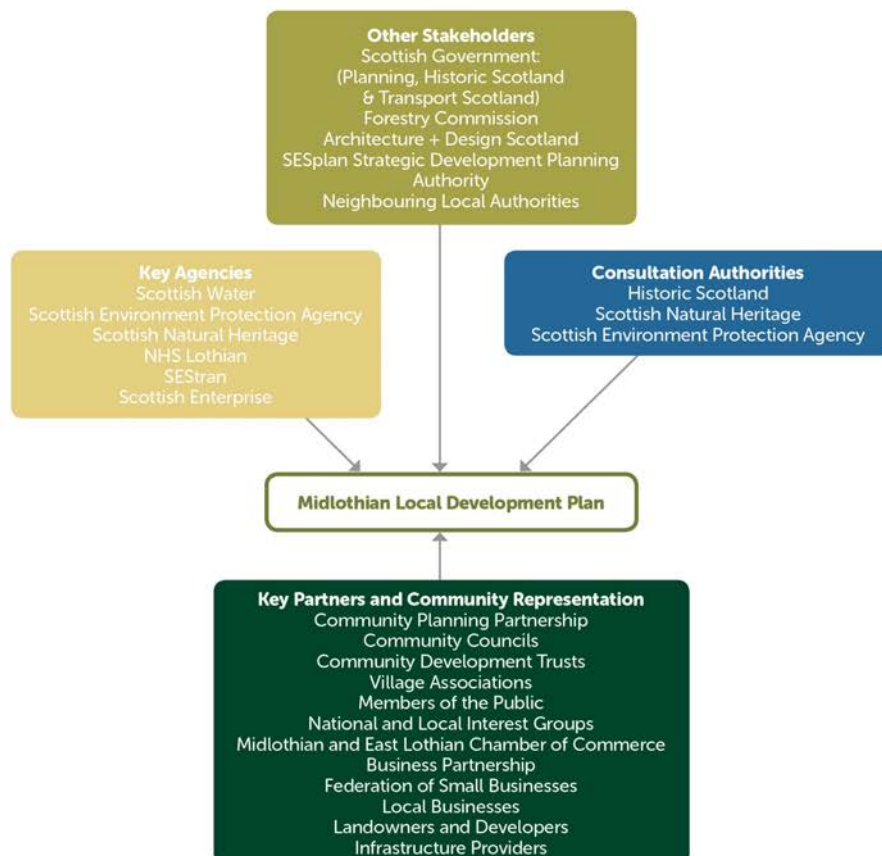 Other Stakeholders
Scottish Government:
(Planning, Historic Scotland
& Transport Scotland)
Forestry Commission
Architecture + Design Scotland
SESplan Strategic Development Planning
Authority
Neighbouring Local Authorities
Key Agencies
Scottish Water
Scottish Environment Protection Agency
Scottish Natural Heritage
NHS Lothian
SEStran
Scottish Enterprise
Consultation Authorities
Historic Scotland
Scottish Natural Heritage
Scottish Environment Protection Agency
Midlothian Local Development Plan
Key Partners and Community Representation
Community Planning Partnership
Community Councils
Community Development Trusts
Village Associations
Members of the Public
National and Local Interest Groups
Midlothian and East Lothian Chamber of Commerce
Business Partnership
Federation of Small Businesses
Local Businesses
Landowners and Developers
Infrastructure Providers